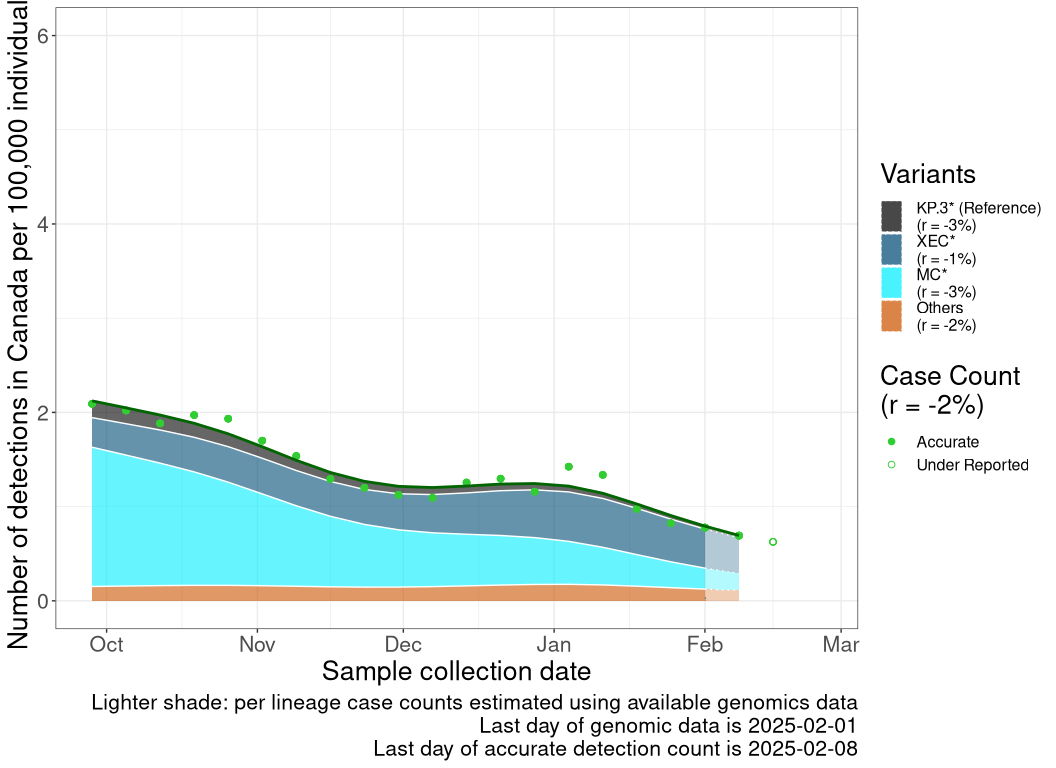 Number of detections in Canada per 100,000 individual
6
4
2
0
Oct Nov Dec Jan Feb Mar
Sample collection date
Lighter shade: per lineage case counts estimated using available genomics data
Last day of genomic data is 2025-02-01
Last day of accurate detection count is 2025-02-08
Variants
KP.3* (Reference)
(r = -3%)
XEC*
(r = -1%)
MC*
(r = -3%)
Others
(r = -2%)
Case Count
(r = -2%)
Accurate
Under Reported